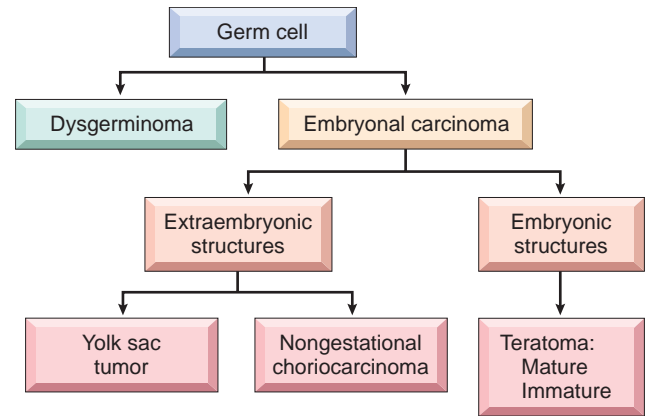 Germ cell
Dysgerminoma
Embryonal carcinoma
Extraembryonic
structures
Embryonic
structures
Yolk sac
tumor
Nongestational
choriocarcinoma
Teratoma:
Mature
Immature